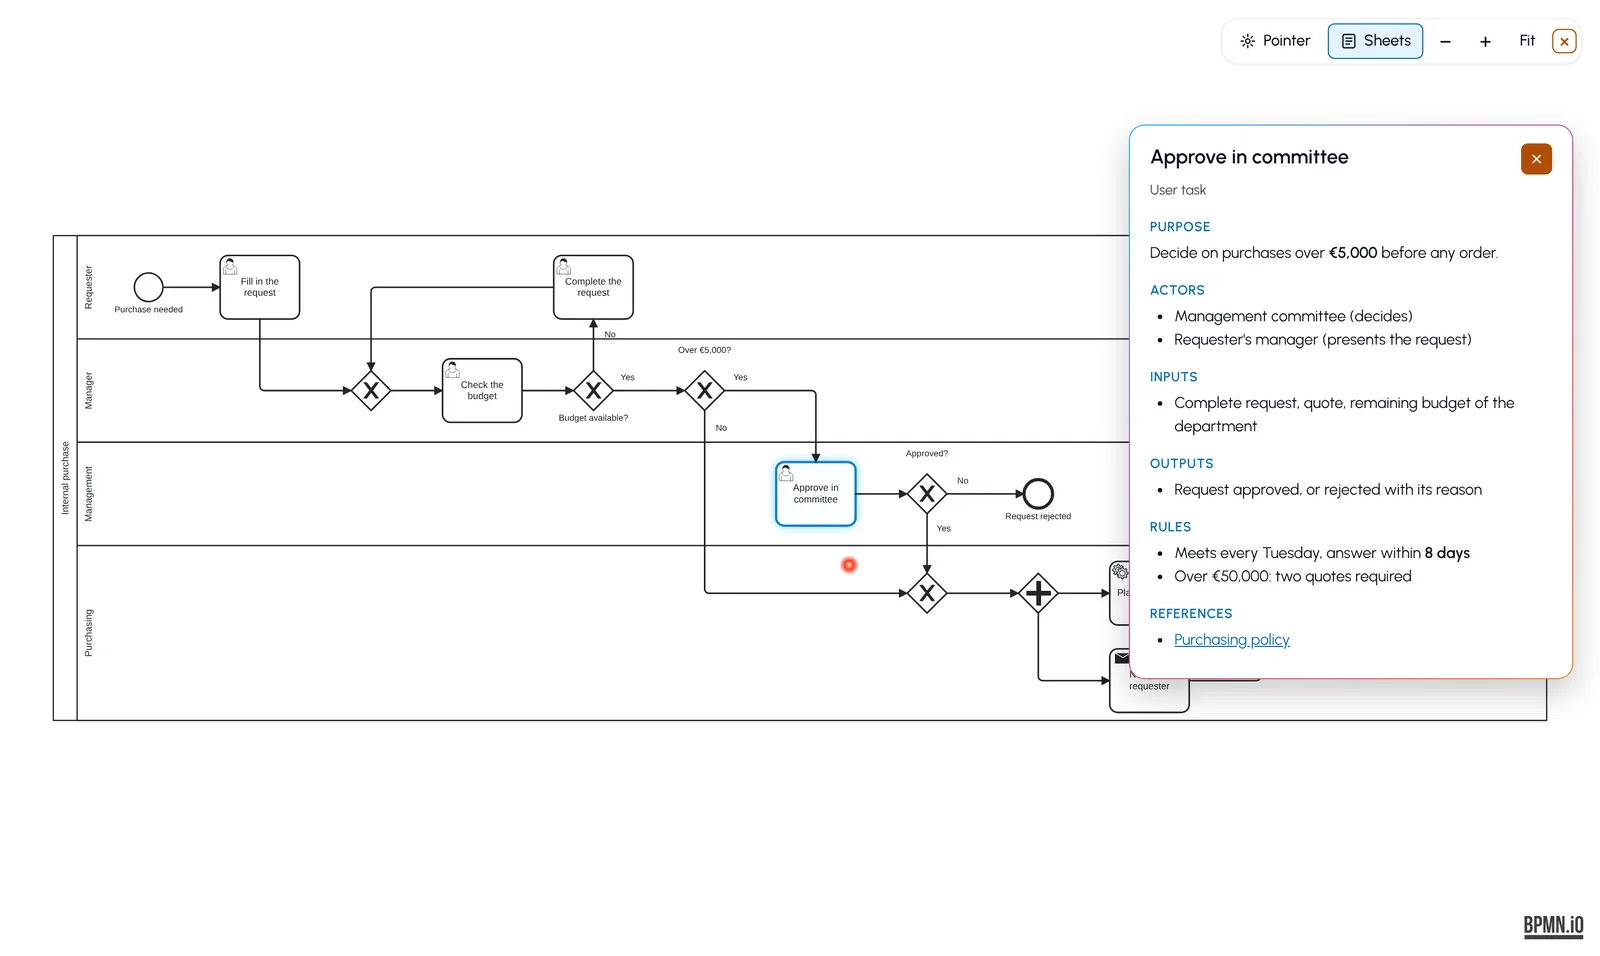 Pointer
Sheets
Fit
Approve in committee
User task
PURPOSE
Decide on purchases over €5,000 before any order.
ACTORS
Management committee (decides)
Requester's manager (presents the request)
INPUTS
Complete request, quote, remaining budget of the
department
OUTPUTS
Request approved, or rejected with its reason
RULES
Meets every Tuesday, answer within 8 days
Over €50,000: two quotes required
REFERENCES
Purchasing policy
Internal purchase
Requester
Purchase needed
Fill in the
request
Complete the
request
No
Manager
Check the
budget
Budget available?
Yes
Over €5,000?
Yes
No
Management
Approve in
committee
Approved?
No
Request rejected
Yes
Purchasing
requester
BPMN.iO